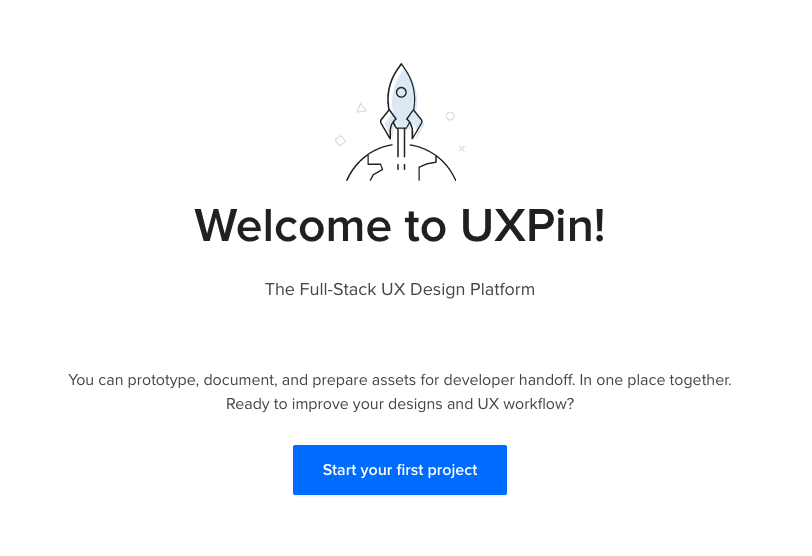 Welcome to UXPin!
The Full-Stack UX Design Platform
You can prototype, document, and prepare assets for developer handoff. In one place together.
Ready to improve your designs and UX workflow?
Start your first project